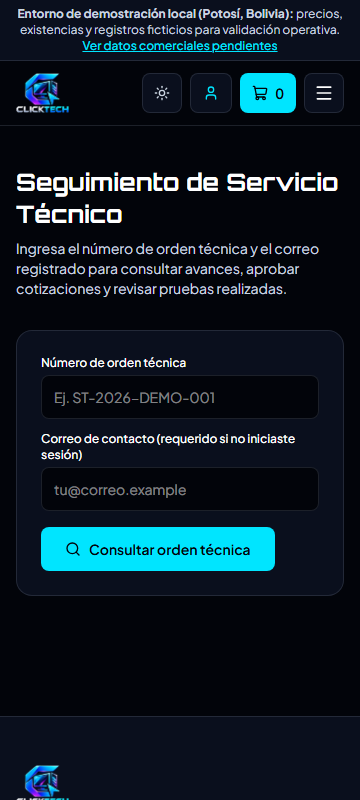 Entorno de demostración local (Potosí, Bolivia): precios,
existencias y registros ficticios para validación operativa.
Ver datos comerciales pendientes
CLICKTECH
0
Seguimiento de Servicio
Técnico
Ingresa el número de orden técnica y el correo
registrado para consultar avances, aprobar
cotizaciones y revisar pruebas realizadas.
Número de orden técnica
Ej. ST-2026-DEMO-001
Correo de contacto (requerido si no iniciaste
sesión)
tu@correo.example
Consultar orden técnica
CLICKTECH